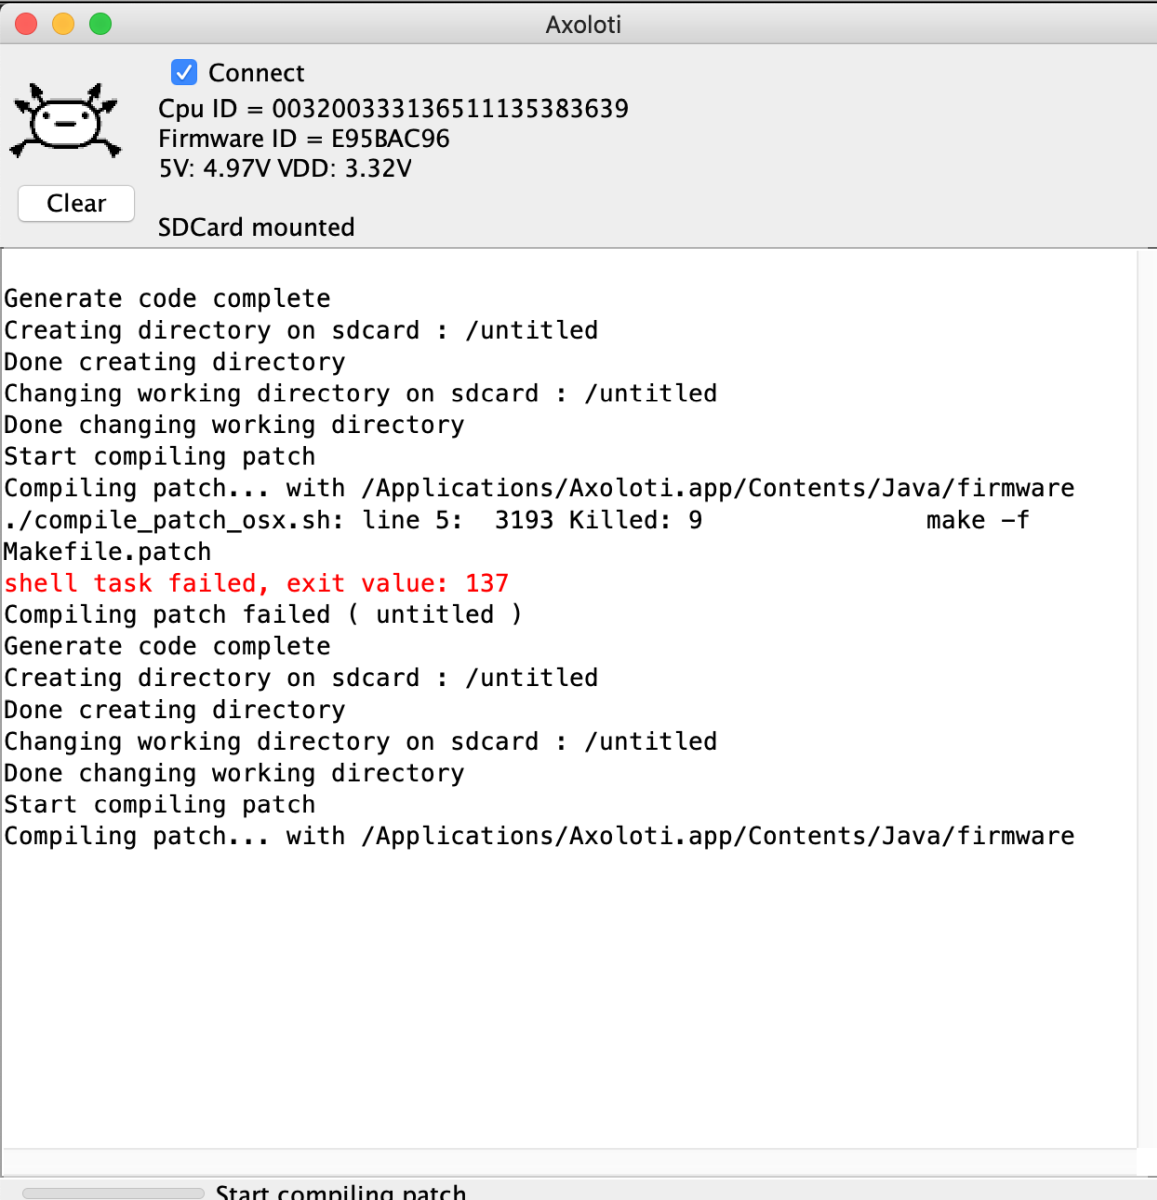 Axoloti
Connect
Cpu ID = 003200333136511135383639
Firmware ID = E95BAC96
5V: 4.97V VDD: 3.32V
Clear
SDCard mounted
Generate code complete
Creating directory on sdcard : /untitled
Done creating directory
Changing working directory on sdcard : /untitled
Done changing working directory
Start compiling patch
Compiling patch... with /Applications/Axoloti.app/Contents/Java/firmware
./compile_patch_osx.sh: line 5:  3193 Killed: 9               make -f
Makefile.patch
shell task failed, exit value: 137
Compiling patch failed ( untitled )
Generate code complete
Creating directory on sdcard : /untitled
Done creating directory
Changing working directory on sdcard : /untitled
Done changing working directory
Start compiling patch
Compiling patch... with /Applications/Axoloti.app/Contents/Java/firmware
Start compiling patch